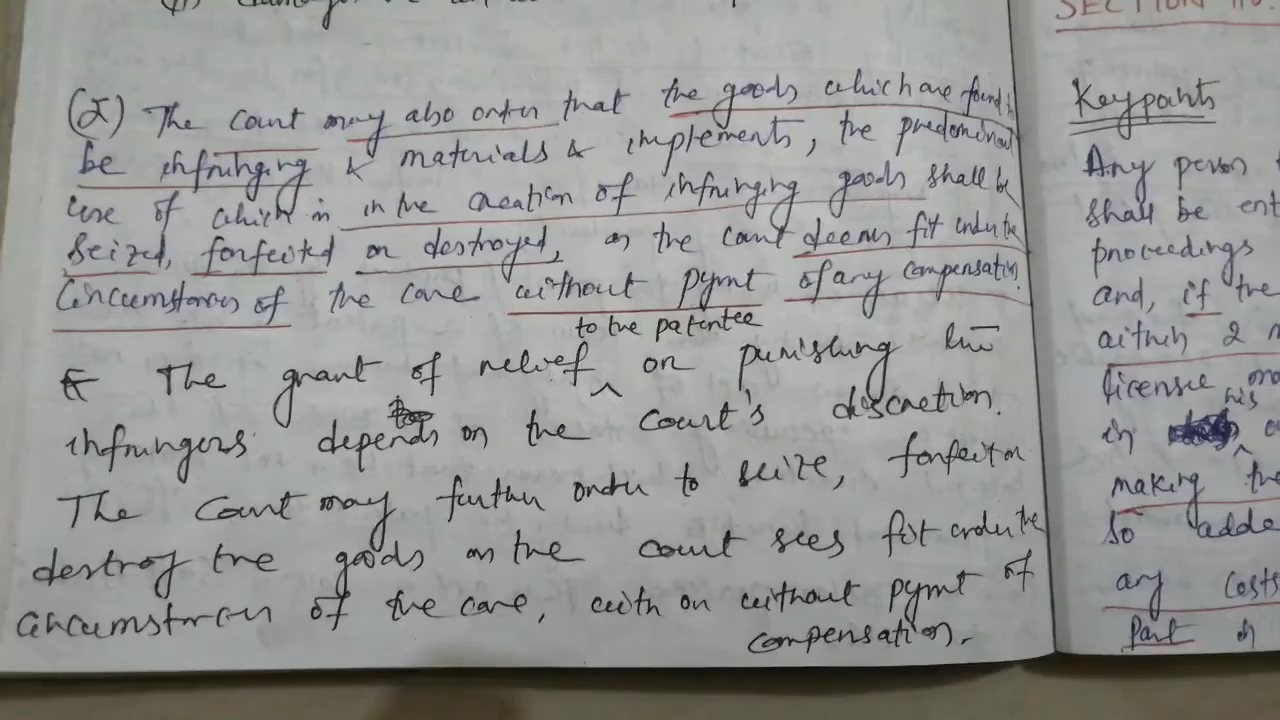 (2) The Court may also order that the goods which are found to
be infringing & materials & implements, the predominant
use of which is in the creation of infringing goods shall be
seized, forfeited or destroyed, as the court deems fit under the
circumstances of the case without pymt of any compensation.
to the patentee
The grant of relief ^ or punishing the
infringers depends on the Court's discretion.
The Court may further order to seize, forfeit or
destroy the goods as the court sees fit under the
circumstances of the case, with or without pymt of
compensation.
SECTION
Keypoints
Any person
shall be
proceedings
and, if the
within 2
licensee
his
in
making the
so
any costs
Part